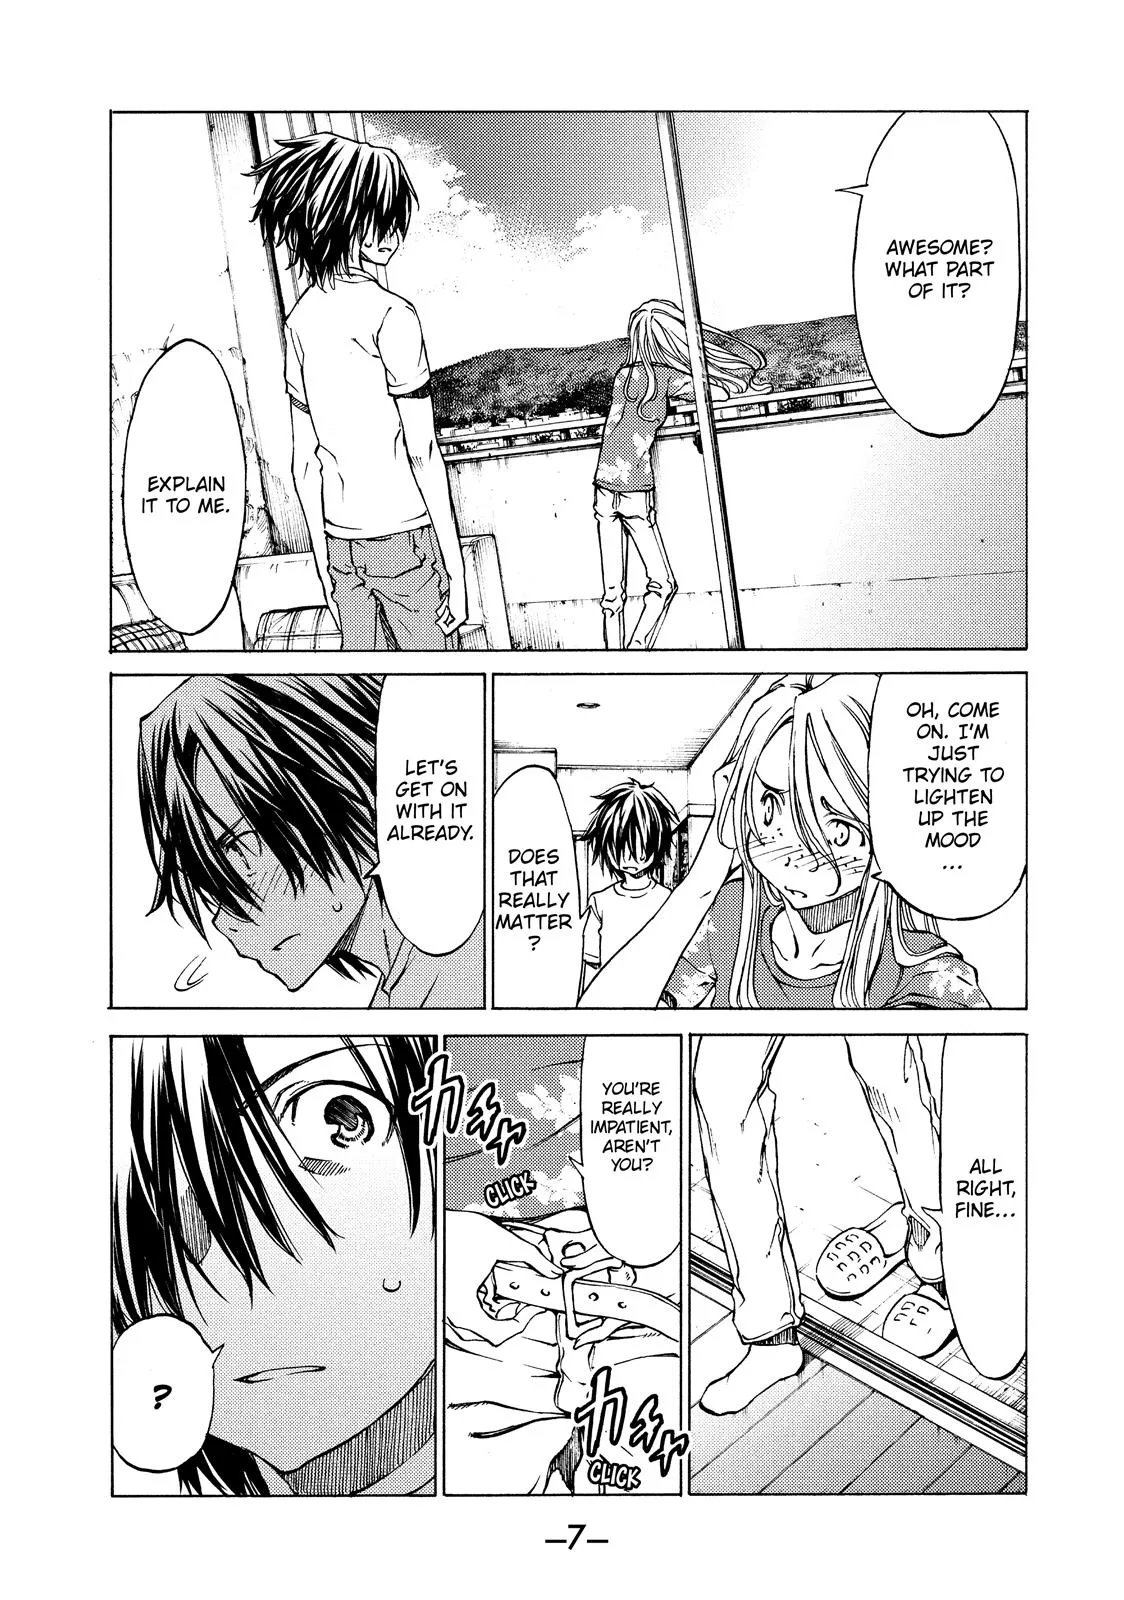 AWESOME?
WHAT PART
OF IT?
EXPLAIN
IT TO ME.
OH, COME
ON. I'M
JUST
TRYING TO
LIGHTEN
UP THE
MOOD
...
DOES
THAT
REALLY
MATTER
?
LET'S
GET ON
WITH IT
ALREADY.
ALL
RIGHT,
FINE...
YOU'RE
REALLY
IMPATIENT,
AREN'T
YOU?
カチャ
CLICK
カチャ
CLICK
?
–7–